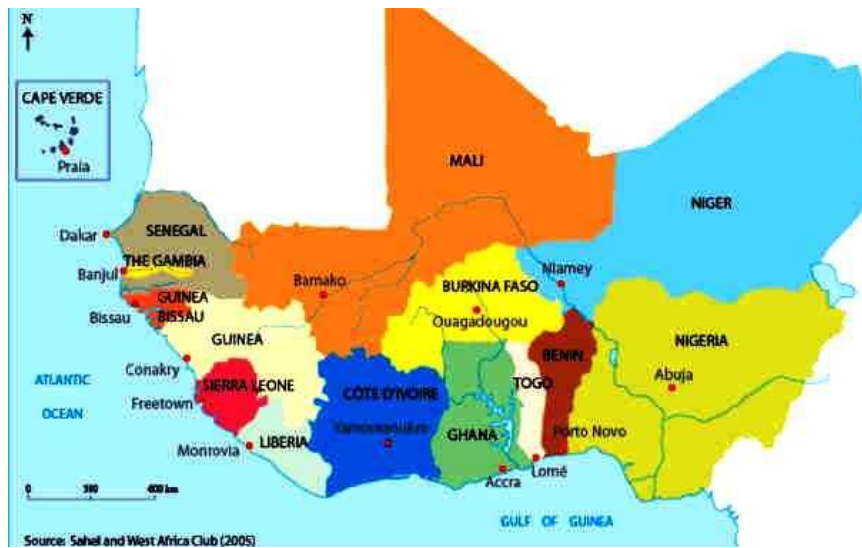 N
CAPE VERDE
Praia
MALI
NIGER
SENEGAL
Dakar
THE GAMBIA
Banjul
Niamey
Bamako
BURKINA FASO
GUINEA
BISSAU
Bissau
Ouagadougou
GUINEA
NIGERIA
BENIN
Conakry
TOGO
Abuja
SIERRA LEONE
CÔTE D'IVOIRE
ATLANTIC
OCEAN
Freetown
Yamoussoukro
GHANA
Porto Novo
LIBERIA
Monrovia
Lomé
Accra
0
600 km
GULF OF GUINEA
Source: Sahel and West Africa Club (2005)